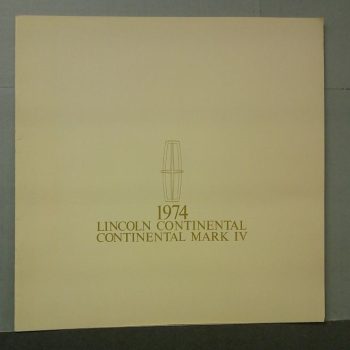 1974
LINCOLN CONTINENTAL
CONTINENTAL MARK IV